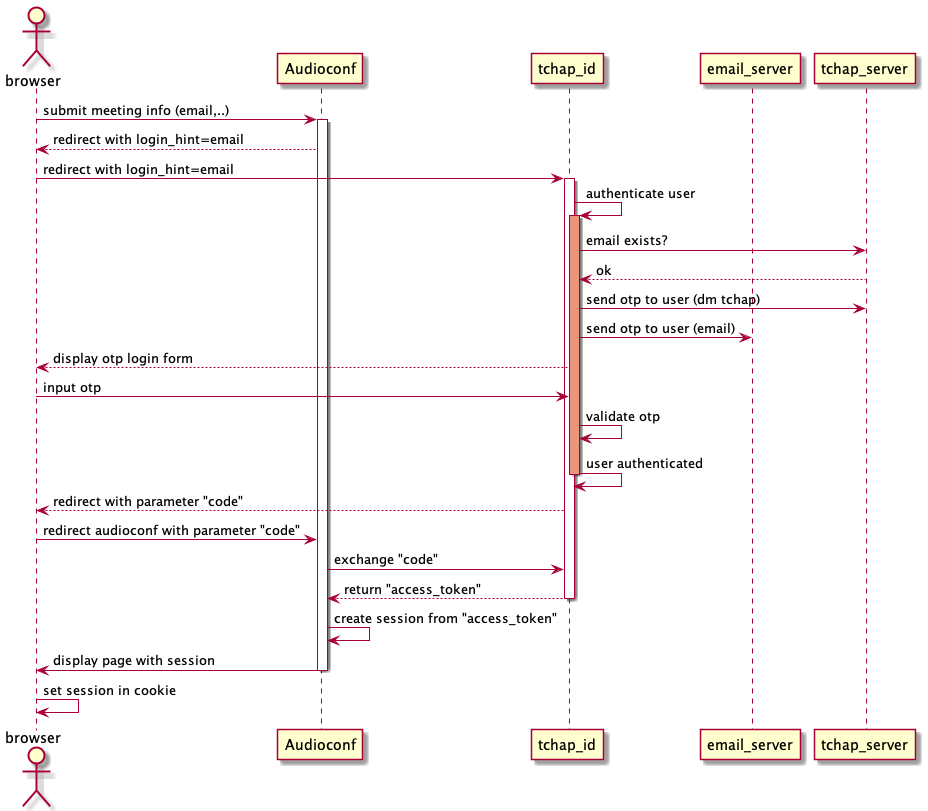 browser
Audioconf
tchap_id
email_server
tchap_server
submit meeting info (email,..)
redirect with login_hint=email
redirect with login_hint=email
authenticate user
email exists?
ok
send otp to user (dm tchap)
send otp to user (email)
display otp login form
input otp
validate otp
user authenticated
redirect with parameter "code"
redirect audioconf with parameter "code"
exchange "code"
return "access_token"
create session from "access_token"
display page with session
set session in cookie
browser
Audioconf
tchap_id
email_server
tchap_server